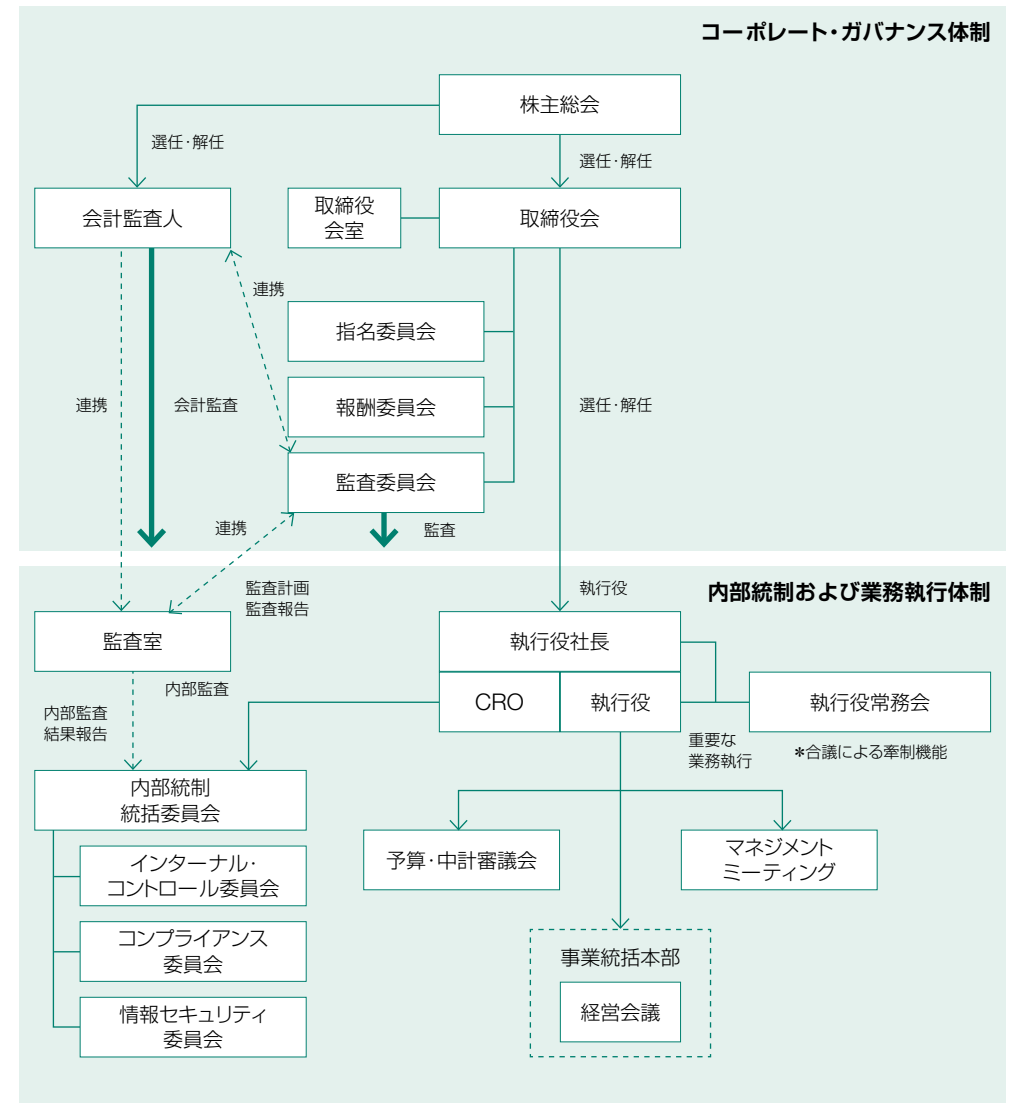 コーポレート・ガバナンス体制
株主総会
選任・解任
選任・解任
会計監査人
取締役
会室
取締役会
連携
指名委員会
連携
会計監査
報酬委員会
選任・解任
監査委員会
連携
監査
内部統制および業務執行体制
監査計画
監査報告
執行役
監査室
執行役社長
内部監査
CRO
執行役
執行役常務会
内部監査
結果報告
重要な
業務執行
*合議による牽制機能
内部統制
統括委員会
予算・中計審議会
マネジメント
ミーティング
インターナル・
コントロール委員会
コンプライアンス
委員会
事業統括本部
経営会議
情報セキュリティ
委員会